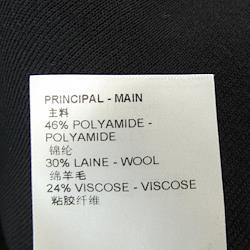 PRINCIPAL - MAIN
主料
46% POLYAMIDE -
POLYAMIDE
锦纶
30% LAINE - WOOL
绵羊毛
24% VISCOSE - VISCOSE
粘胶纤维